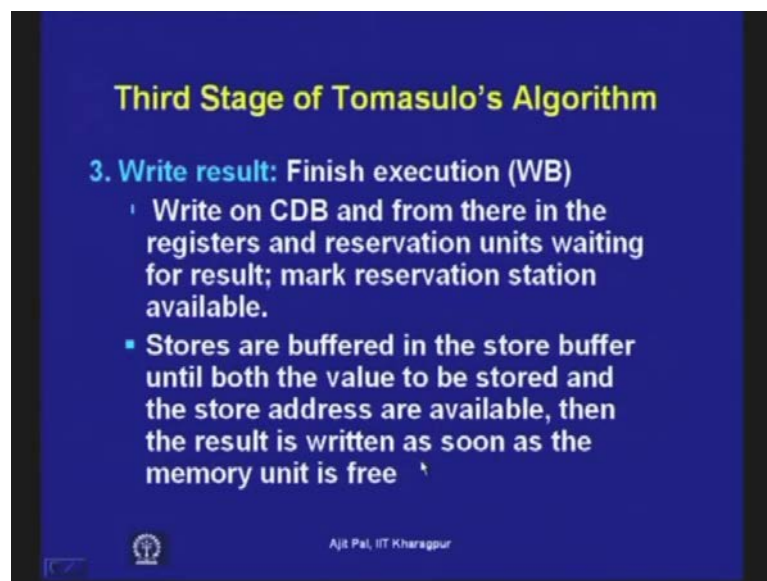 Third Stage of Tomasulo's Algorithm
3. Write result: Finish execution (WB)
Write on CDB and from there in the
registers and reservation units waiting
for result; mark reservation station
available.
Stores are buffered in the store buffer
until both the value to be stored and
the store address are available, then
the result is written as soon as the
memory unit is free
Ajit Pal, IIT Kharagpur